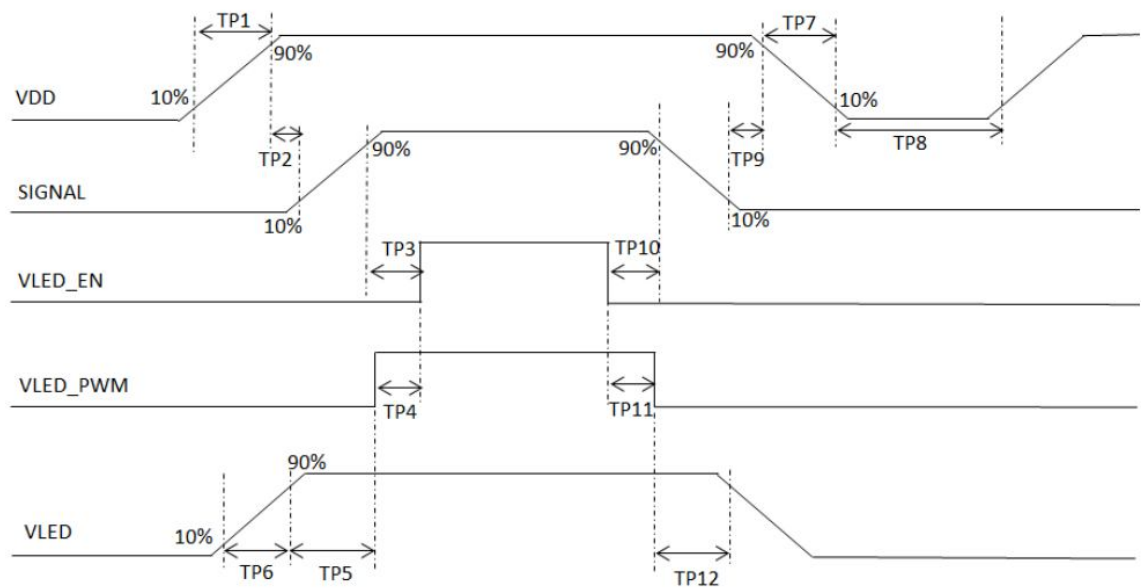 TP1
TP7
90%
90%
10%
10%
VDD
TP2
90%
90%
TP9
TP8
SIGNAL
10%
10%
TP3
TP10
VLED_EN
VLED_PWM
TP4
TP11
90%
VLED
10%
TP6
TP5
TP12